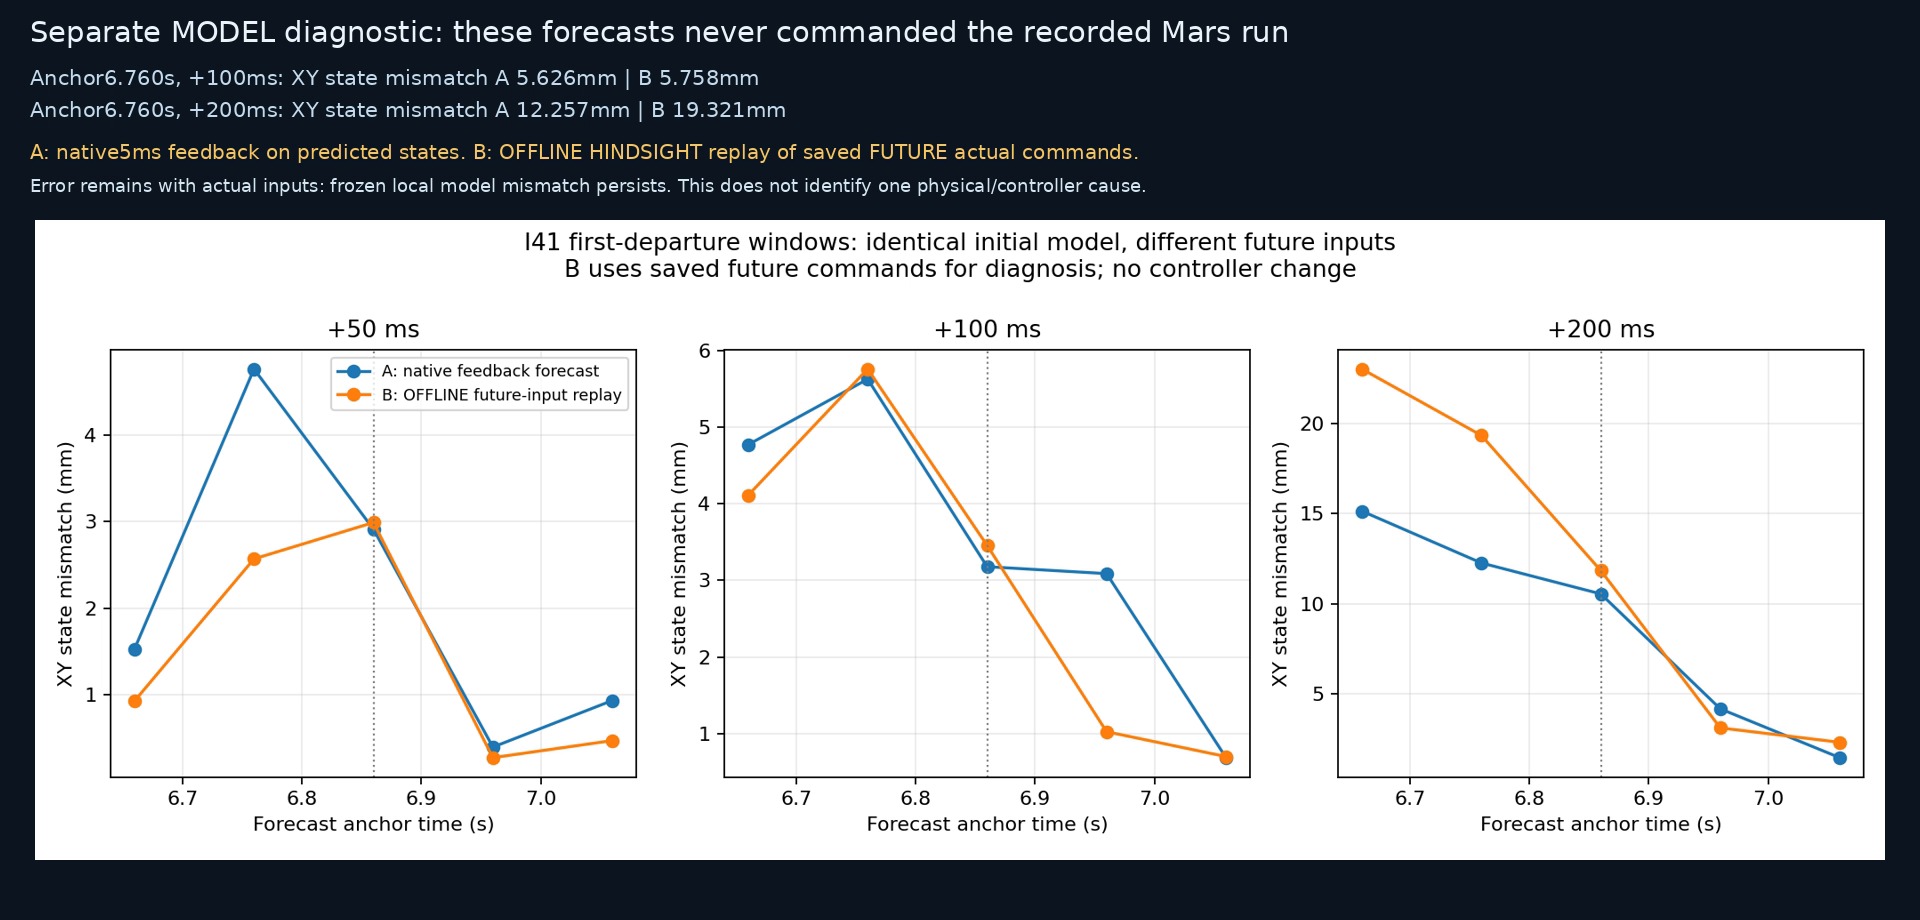 Separate MODEL diagnostic: these forecasts never commanded the recorded Mars run
Anchor6.760s, +100ms: XY state mismatch A 5.626mm | B 5.758mm
Anchor6.760s, +200ms: XY state mismatch A 12.257mm | B 19.321mm
A: native5ms feedback on predicted states. B: OFFLINE HINDSIGHT replay of saved FUTURE actual commands.
Error remains with actual inputs: frozen local model mismatch persists. This does not identify one physical/controller cause.
I41 first-departure windows: identical initial model, different future inputs
B uses saved future commands for diagnosis; no controller change
+50 ms
A: native feedback forecast
B: OFFLINE future-input replay
XY state mismatch (mm)
4
3
2
1
6.7 6.8 6.9 7.0
Forecast anchor time (s)
+100 ms
XY state mismatch (mm)
6
5
4
3
2
1
6.7 6.8 6.9 7.0
Forecast anchor time (s)
+200 ms
XY state mismatch (mm)
20
15
10
5
6.7 6.8 6.9 7.0
Forecast anchor time (s)